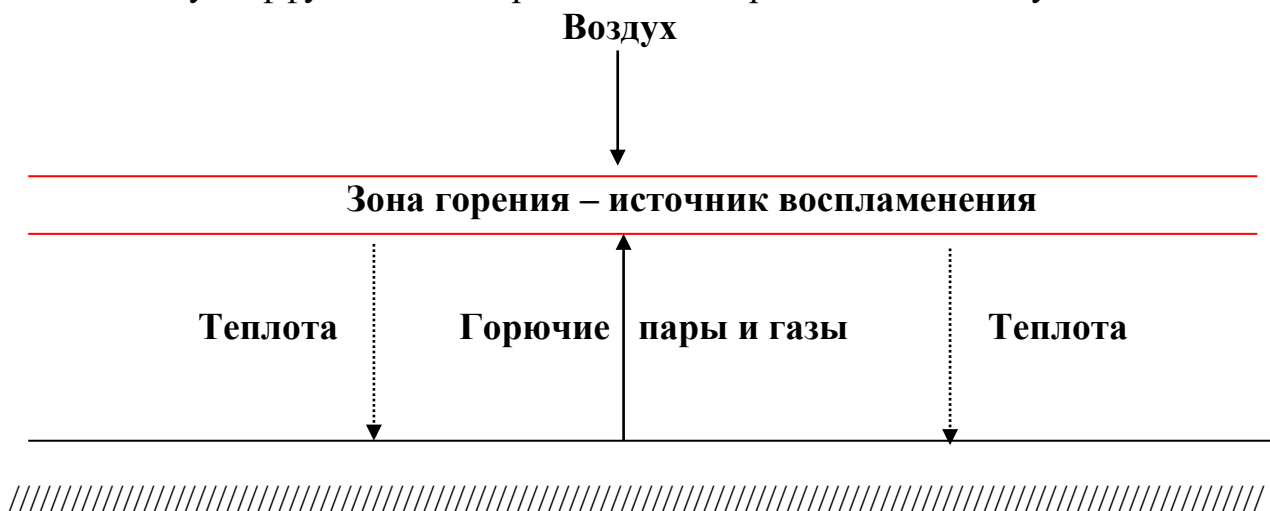 Воздух
Зона горения – источник воспламенения
Теплота Горючие пары и газы Теплота